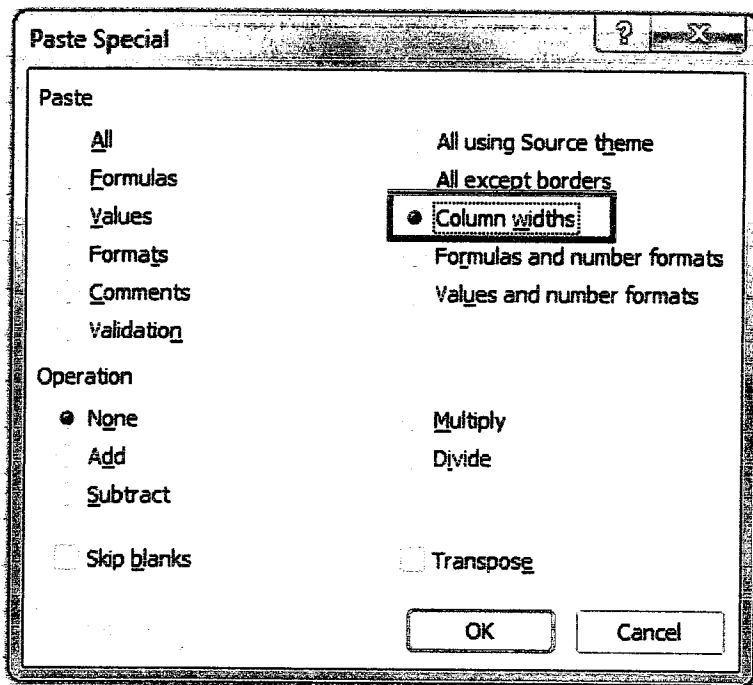 Paste Special
Paste
All
All using Source theme
Formulas
All except borders
Values
Column widths
Formats
Formulas and number formats
Comments
Values and number formats
Validation
Operation
None
Multiply
Add
Divide
Subtract
Skip blanks
Transpose
OK
Cancel